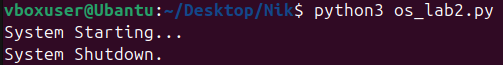 vboxuser@Ubantu:~/Desktop/Nik$ python3 os_lab2.py
System Starting...
System Shutdown.